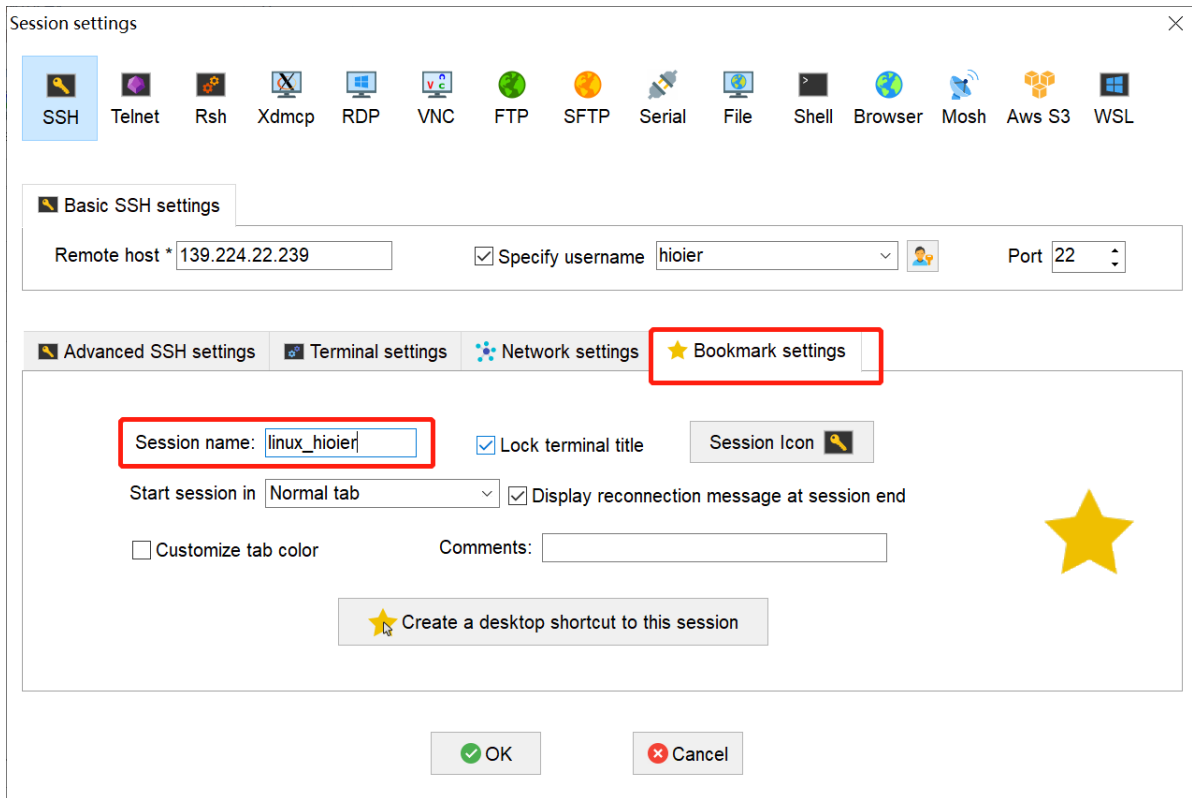 Session settings
SSH Telnet Rsh Xdmcp RDP VNC FTP SFTP Serial File Shell Browser Mosh Aws S3 WSL
Basic SSH settings
Remote host * 139.224.22.239 Specify username hioier Port 22
Advanced SSH settings Terminal settings Network settings Bookmark settings
Session name: linux_hioier Lock terminal title Session Icon
Start session in Normal tab Display reconnection message at session end
Customize tab color Comments:
Create a desktop shortcut to this session
OK Cancel